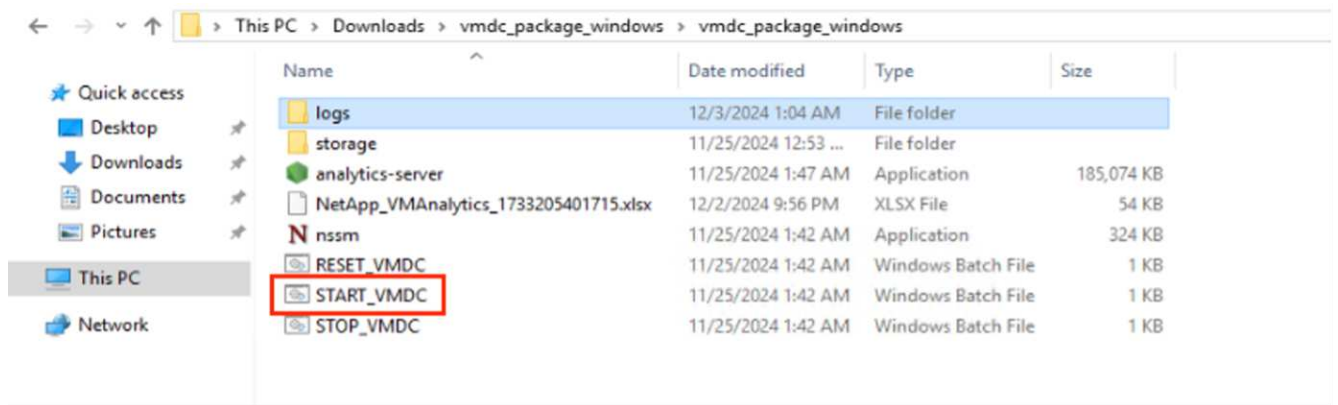 This PC > Downloads > vmdc_package_windows > vmdc_package_windows
Quick access
Desktop
Downloads
Documents
Pictures
This PC
Network
Name Date modified Type Size
logs 12/3/2024 1:04 AM File folder
storage 11/25/2024 12:53 ... File folder
analytics-server 11/25/2024 1:47 AM Application 185,074 KB
NetApp_VMAnalytics_1733205401715.xlsx 12/2/2024 9:56 PM XLSX File 54 KB
nssm 11/25/2024 1:42 AM Application 324 KB
RESET_VMDC 11/25/2024 1:42 AM Windows Batch File 1 KB
START_VMDC 11/25/2024 1:42 AM Windows Batch File 1 KB
STOP_VMDC 11/25/2024 1:42 AM Windows Batch File 1 KB